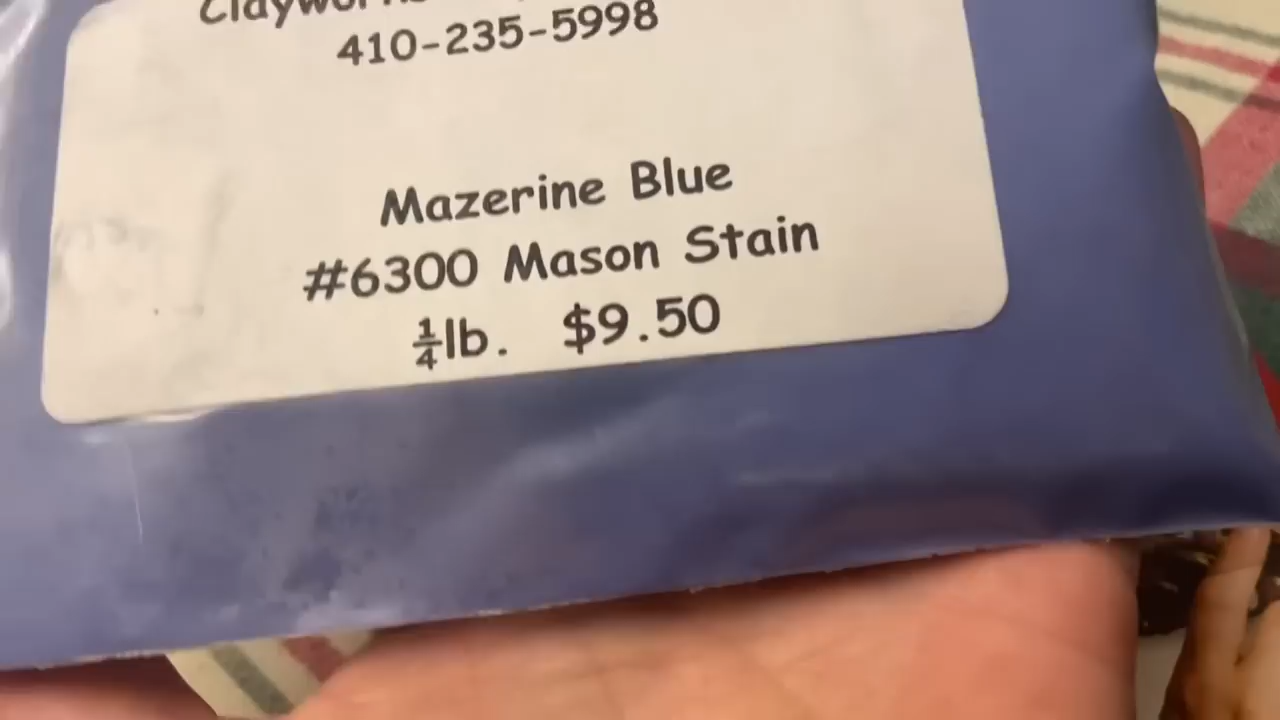 410-235-5998
Mazerine Blue
#6300 Mason Stain
¼lb. $9.50